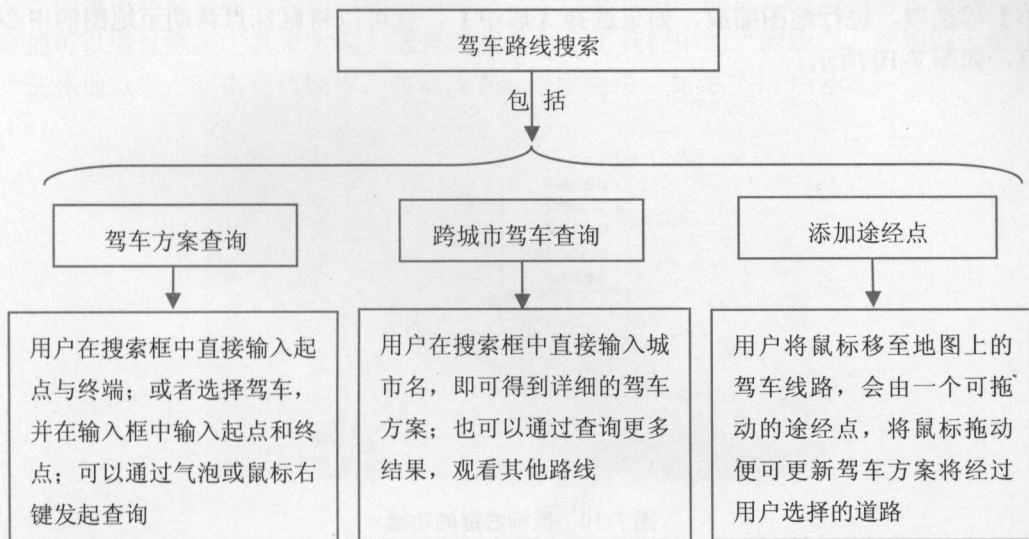 驾车路线搜索
包 括
驾车方案查询
用户在搜索框中直接输入起
点与终端；或者选择驾车，
并在输入框中输入起点和终
点；可以通过气泡或鼠标右
键发起查询
跨城市驾车查询
用户在搜索框中直接输入城
市名，即可得到详细的驾车
方案；也可以通过查询更多
结果，观看其他路线
添加途经点
用户将鼠标移至地图上的
驾车线路，会由一个可拖
动的途经点，将鼠标拖动
便可更新驾车方案将经过
用户选择的道路